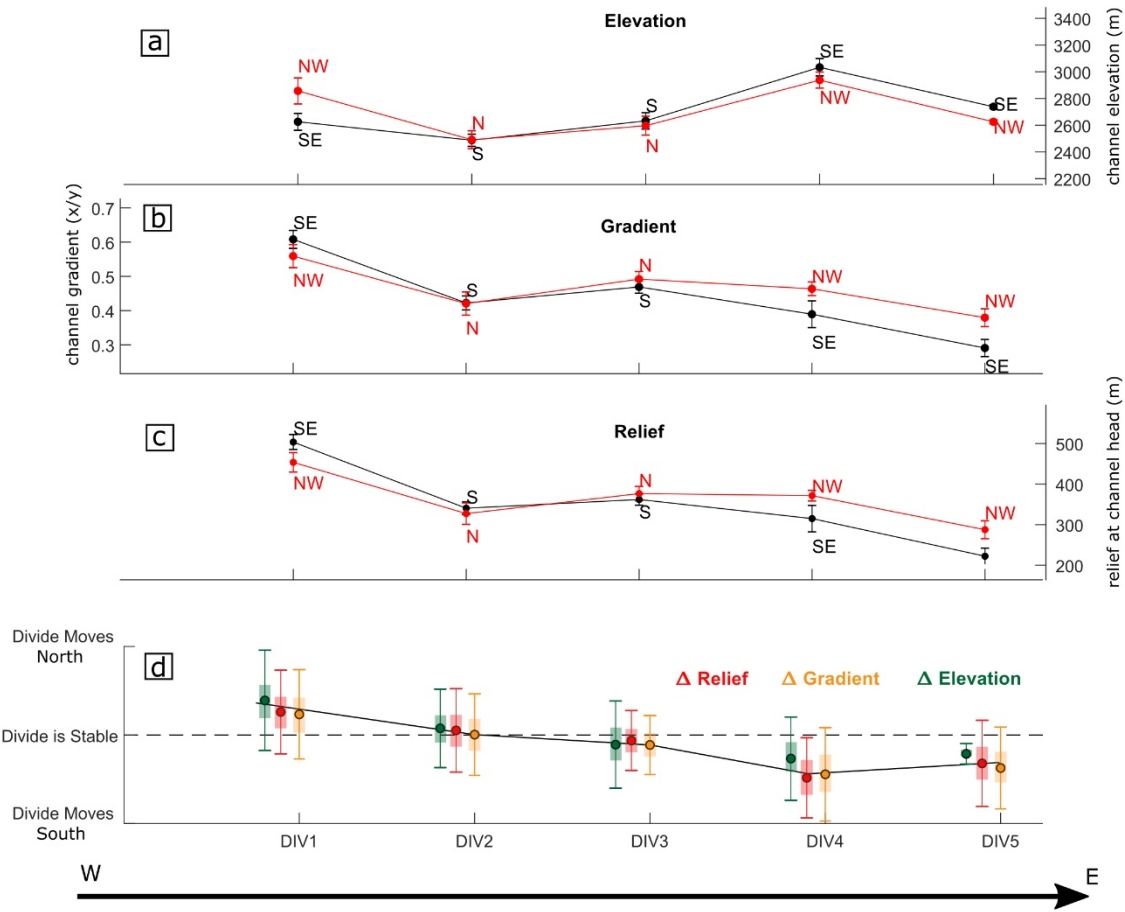 a
Elevation
NW
SE
N
S
S
N
SE
NW
SE
NW
3400
3200
3000
2800
2600
2400
2200
channel elevation (m)
b
Gradient
channel gradient (x/y)
0.7
0.6
0.5
0.4
0.3
SE
NW
S
N
N
S
NW
SE
NW
SE
c
Relief
SE
NW
S
N
N
S
NW
SE
NW
500
400
300
200
relief at channel head (m)
d
Divide Moves
North
Divide is Stable
Divide Moves
South
Δ Relief Δ Gradient Δ Elevation
DIV1 DIV2 DIV3 DIV4 DIV5
W E